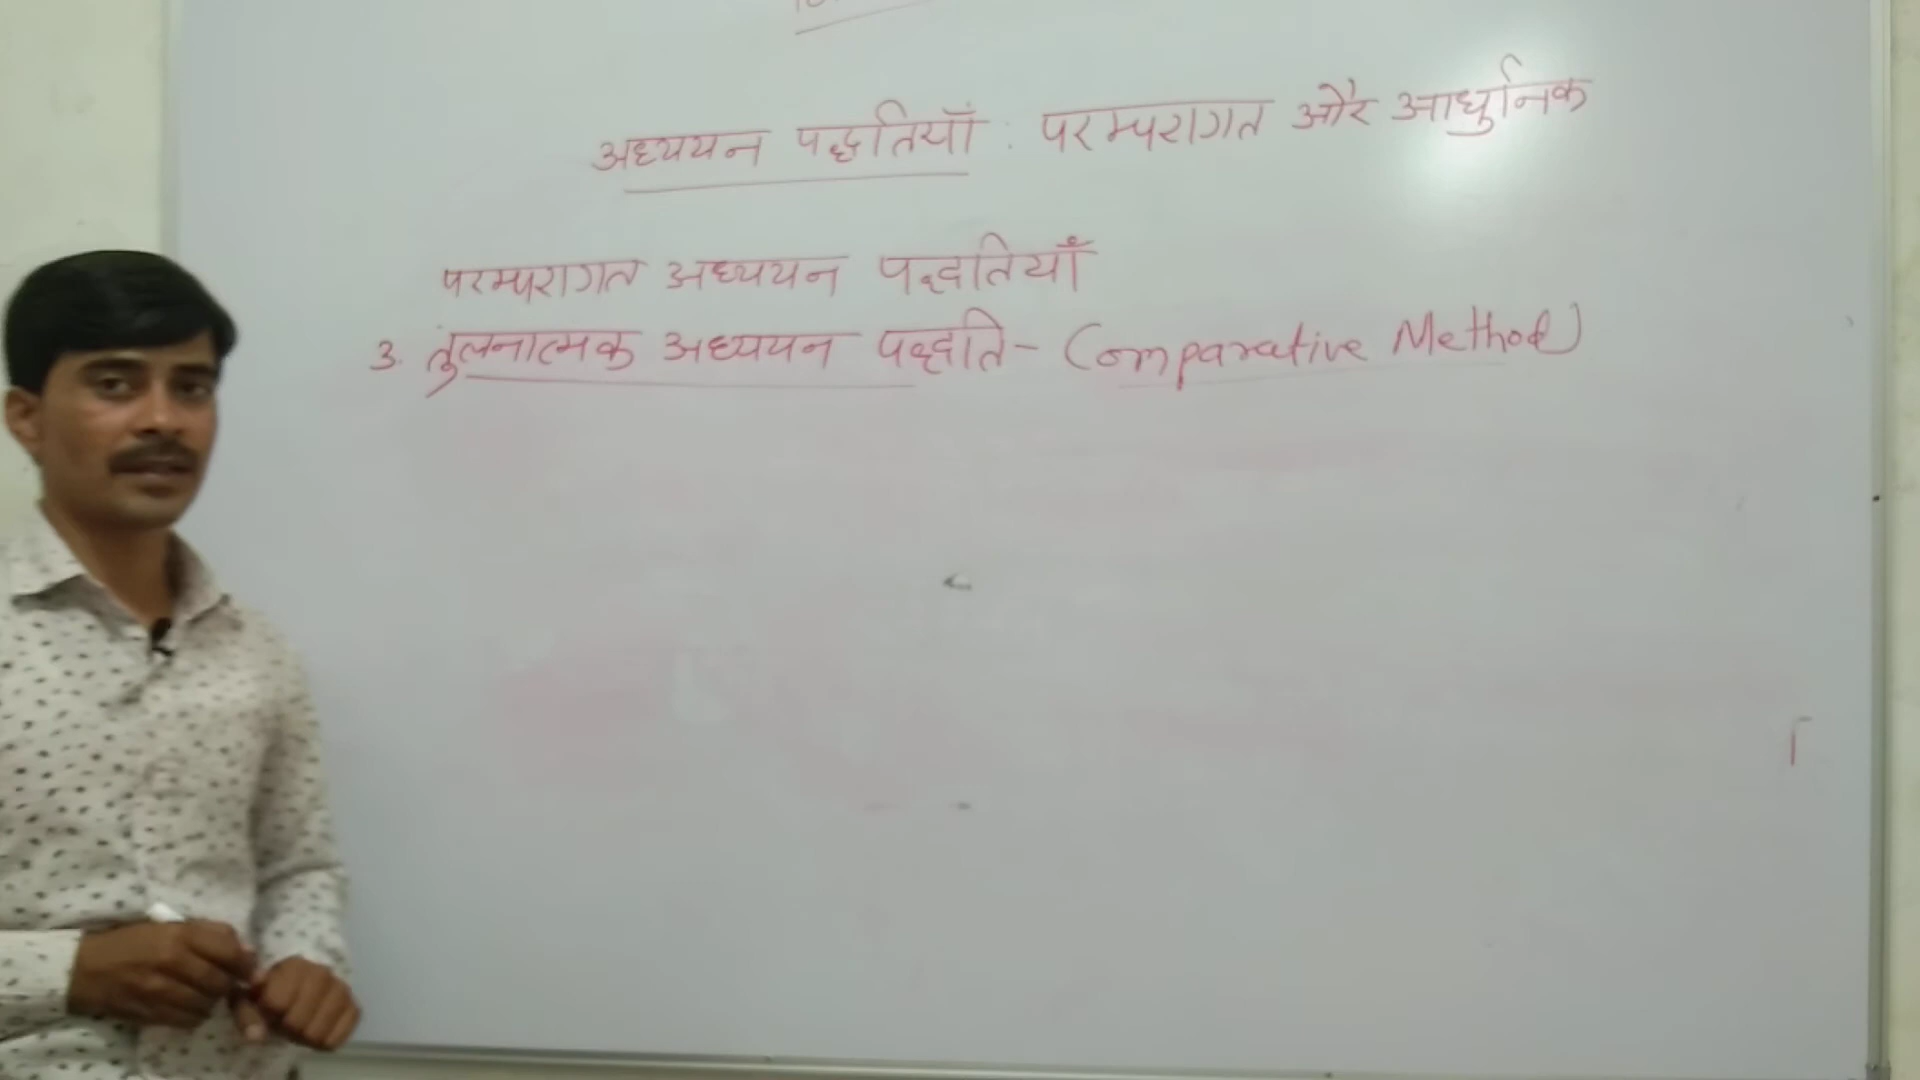 अध्ययन पद्धतियाँ : परम्परागत और आधुनिक
परम्परागत अध्ययन पद्धतियाँ
3. तुलनात्मक अध्ययन पद्धति - (Comparative Method)